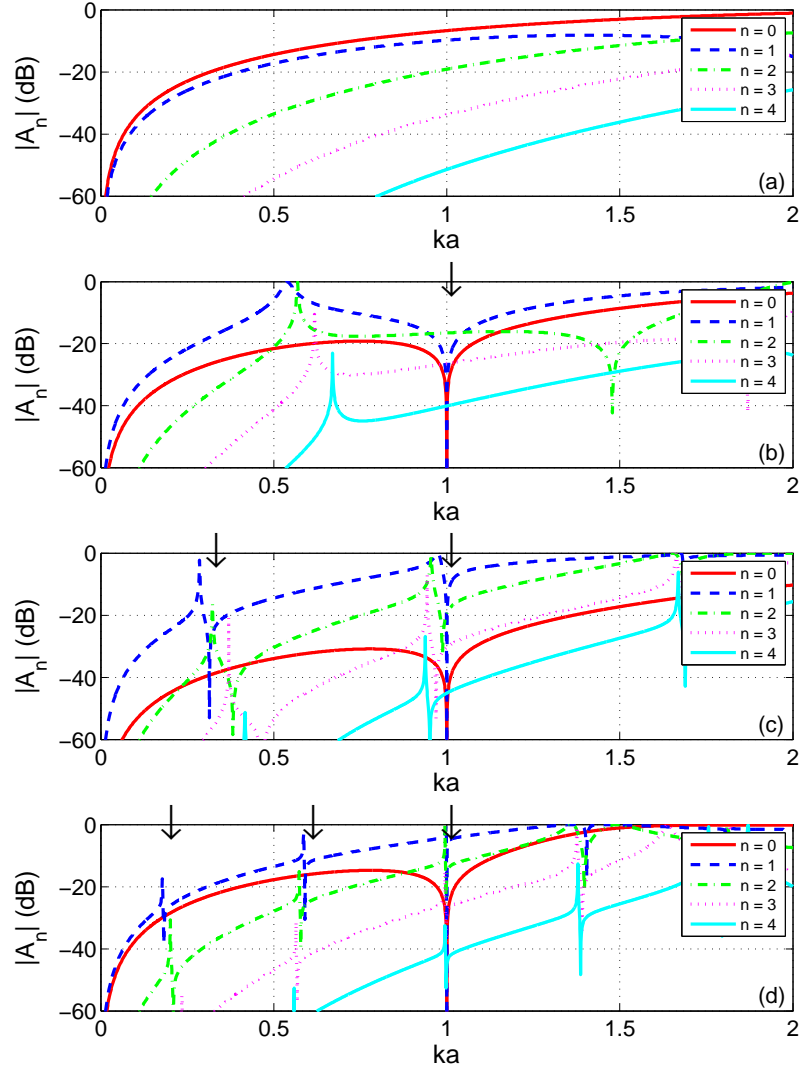 0
−20
−40
−60
|A_n| (dB)
n = 0
n = 1
n = 2
n = 3
n = 4
(a)
0 0.5 1 1.5 2
ka
0
−20
−40
−60
|A_n| (dB)
n = 0
n = 1
n = 2
n = 3
n = 4
(b)
0 0.5 1 1.5 2
ka
0
−20
−40
−60
|A_n| (dB)
n = 0
n = 1
n = 2
n = 3
n = 4
(c)
0 0.5 1 1.5 2
ka
0
−20
−40
−60
|A_n| (dB)
n = 0
n = 1
n = 2
n = 3
n = 4
(d)
0 0.5 1 1.5 2
ka